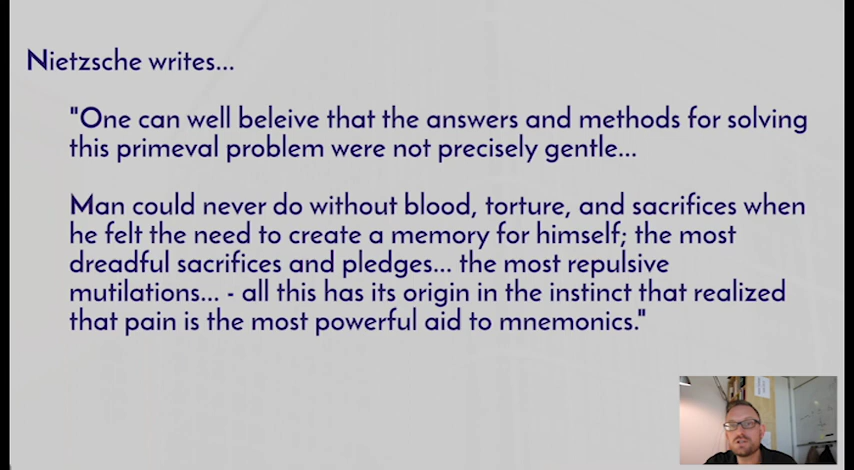 Nietzsche writes...
"One can well beleive that the answers and methods for solving
this primeval problem were not precisely gentle...
Man could never do without blood, torture, and sacrifices when
he felt the need to create a memory for himself; the most
dreadful sacrifices and pledges... the most repulsive
mutilations... - all this has its origin in the instinct that realized
that pain is the most powerful aid to mnemonics."